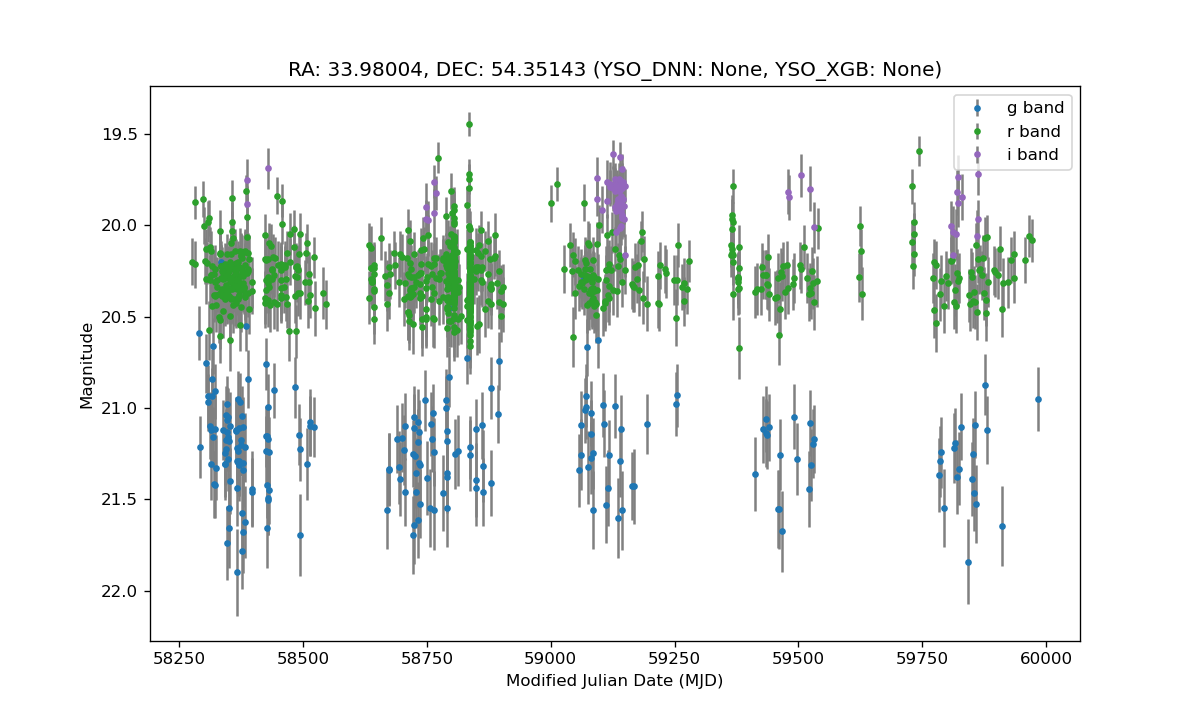 RA: 33.98004, DEC: 54.35143 (YSO_DNN: None, YSO_XGB: None)
g band
r band
i band
19.5
20.0
20.5
21.0
21.5
22.0
Magnitude
58250 58500 58750 59000 59250 59500 59750 60000
Modified Julian Date (MJD)